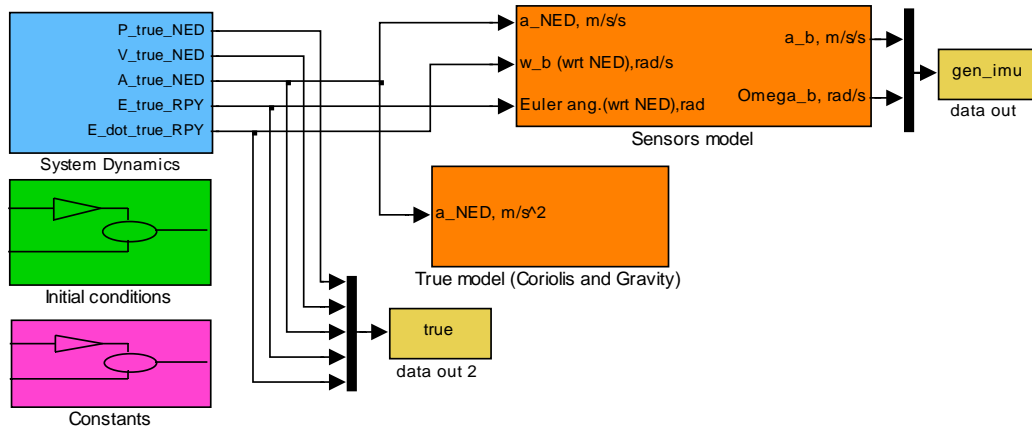 P_true_NED
V_true_NED
A_true_NED
E_true_RPY
E_dot_true_RPY
System Dynamics
a_NED, m/s/s
w_b (wrt NED),rad/s
Euler ang.(wrt NED),rad
a_b, m/s/s
Omega_b, rad/s
Sensors model
gen_imu
data out
a_NED, m/s^2
True model (Coriolis and Gravity)
Initial conditions
true
data out 2
Constants